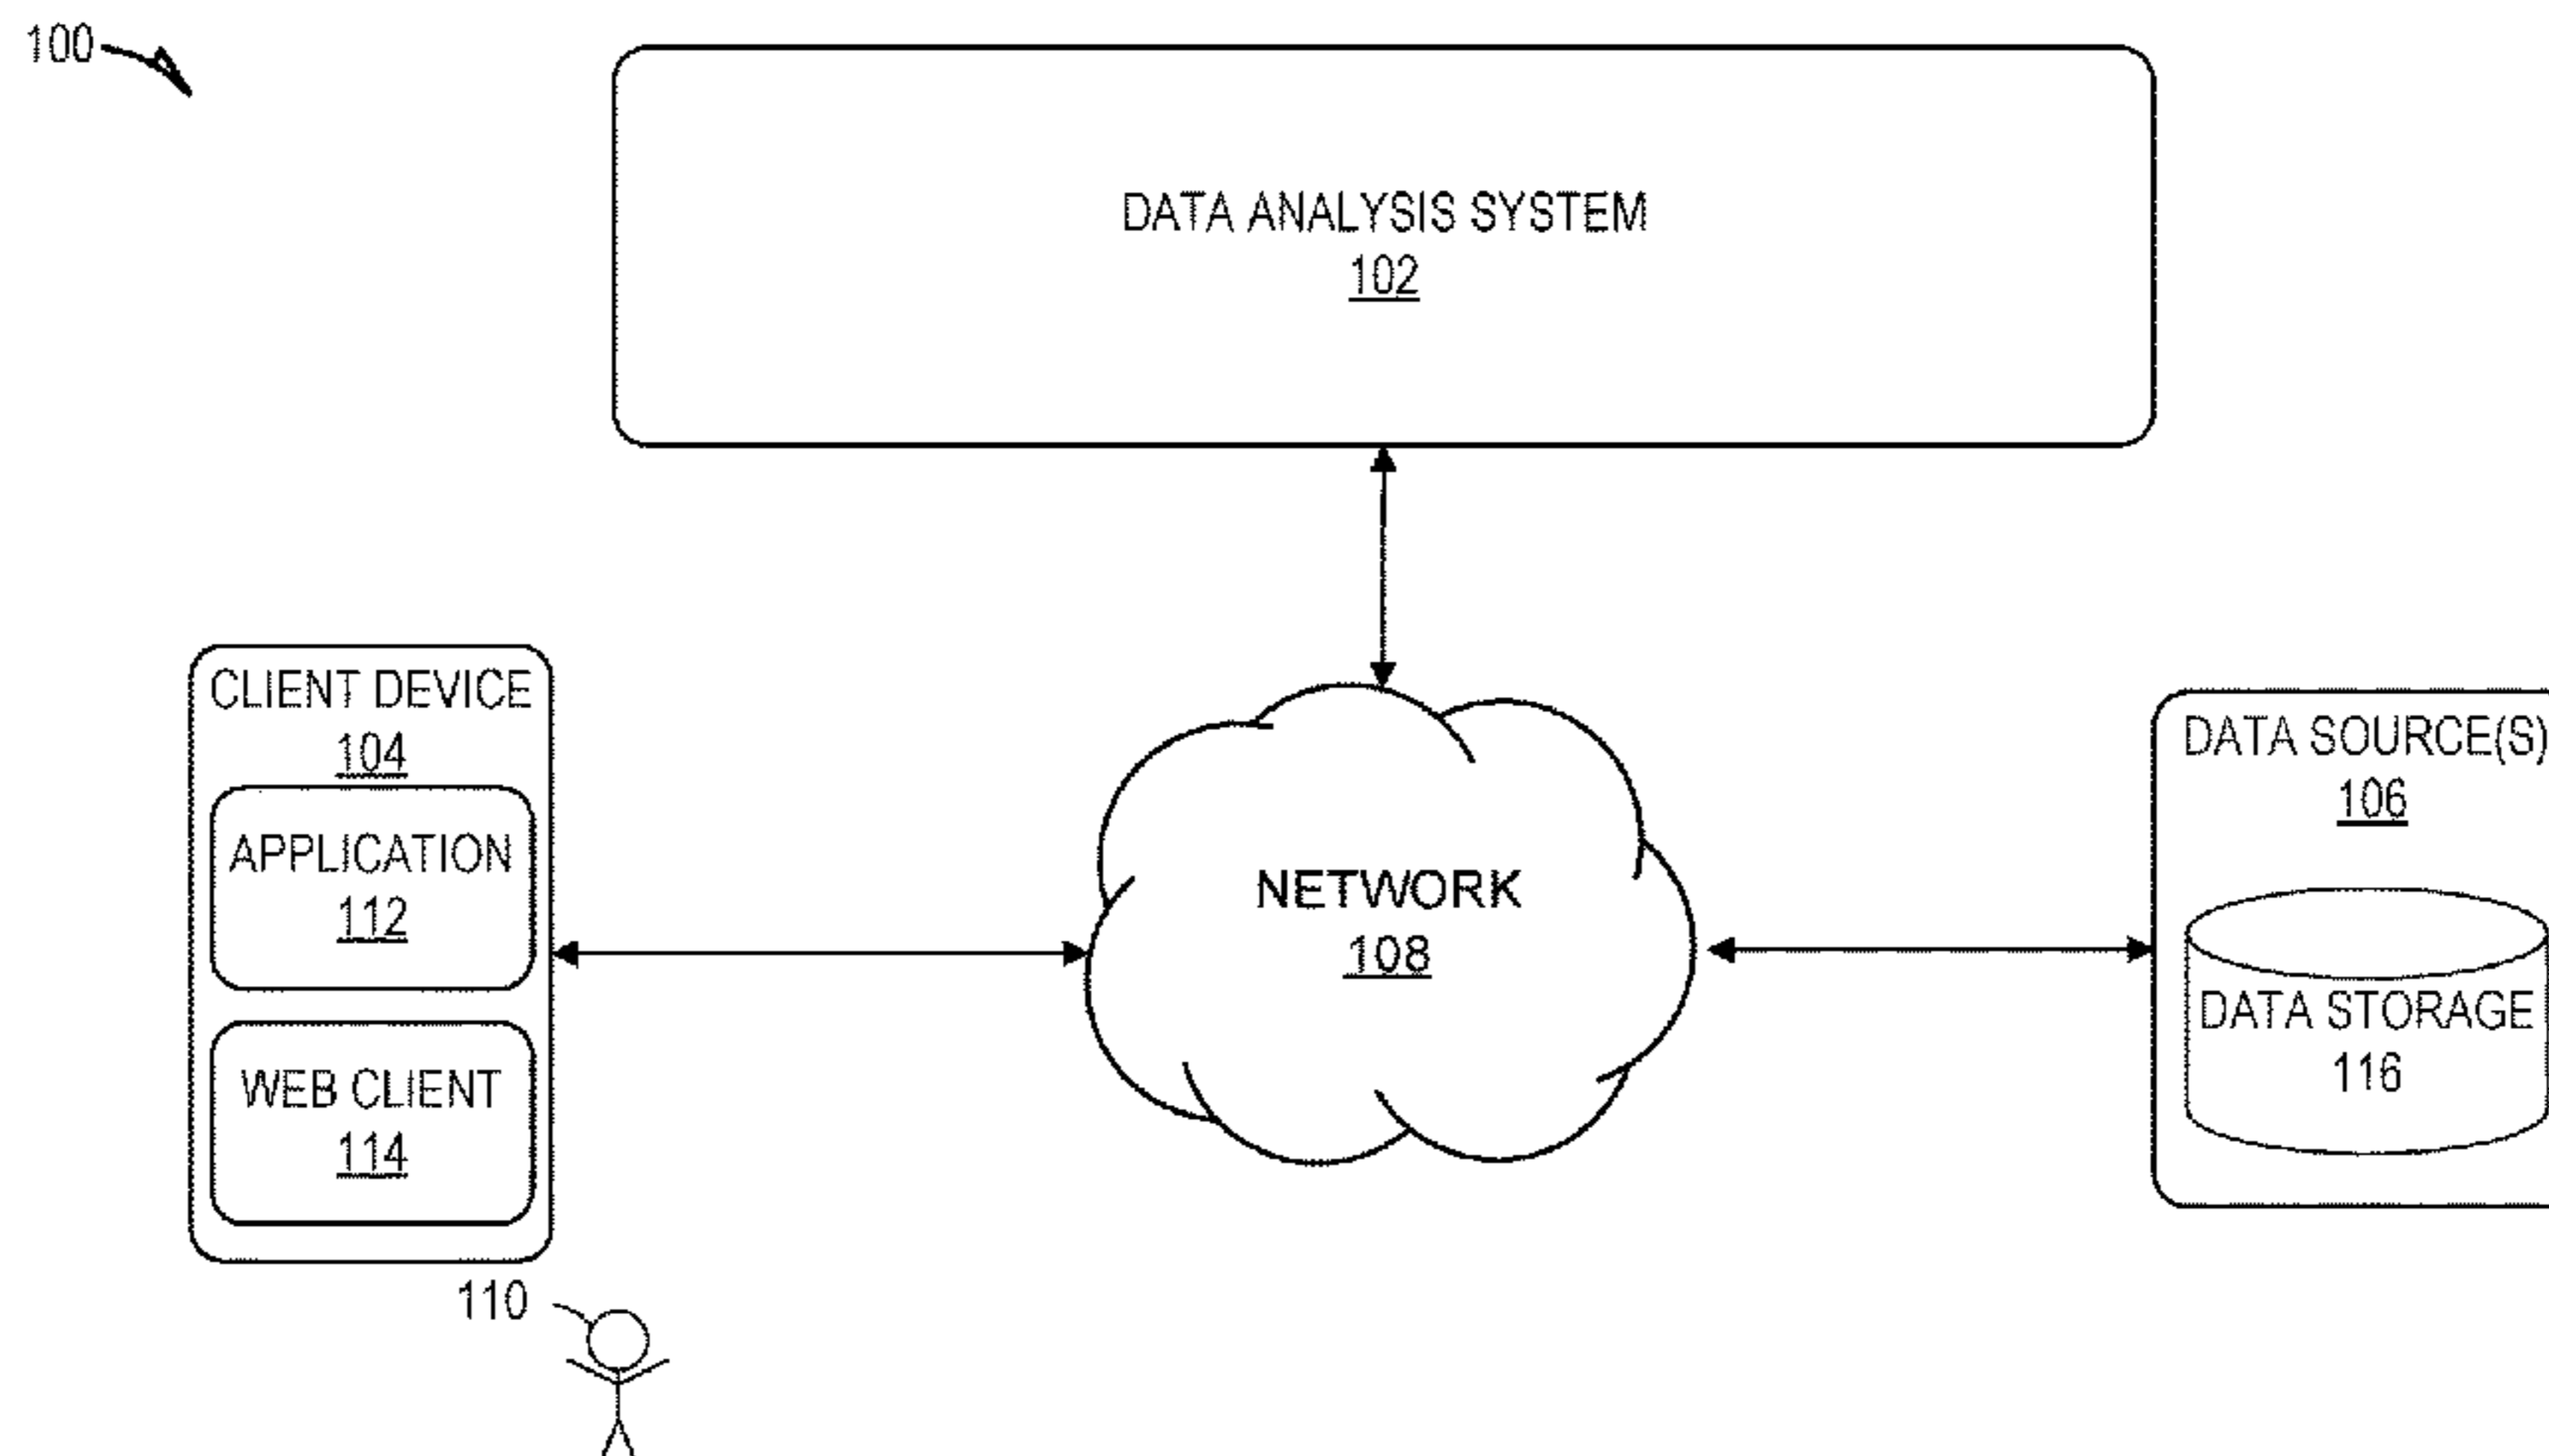 100
DATA ANALYSIS SYSTEM
102
CLIENT DEVICE
104
APPLICATION
112
WEB CLIENT
114
110
NETWORK
108
DATA SOURCE(S)
106
DATA STORAGE
116